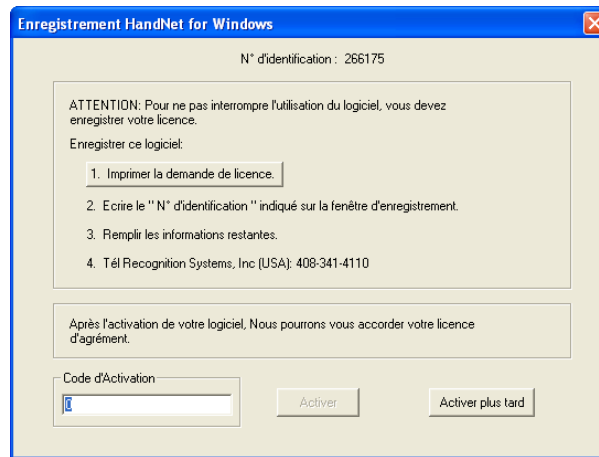 Enregistrement HandNet for Windows
N° d'identification : 266175
ATTENTION: Pour ne pas interrompre l'utilisation du logiciel, vous devez
enregistrer votre licence.
Enregistrer ce logiciel:
1. Imprimer la demande de licence.
2. Ecrire le " N° d'identification " indiqué sur la fenêtre d'enregistrement.
3. Remplir les informations restantes.
4. Tél Recognition Systems, Inc (USA): 408-341-4110
Après l'activation de votre logiciel, Nous pourrons vous accorder votre licence
d'agrément.
Code d'Activation
0
Activer
Activer plus tard